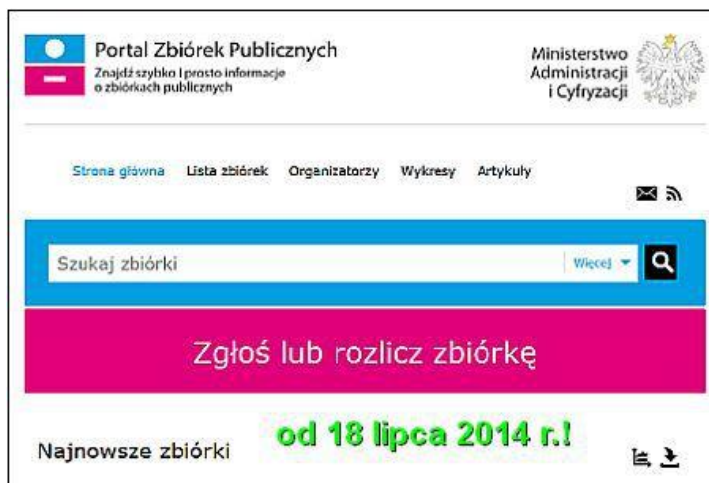 Portal Zbiórek Publicznych
Znajdź szybko i prosto informacje
o zbiórkach publicznych
Ministerstwo
Administracji
i Cyfryzacji
Strona główna Lista zbiórek Organizatorzy Wykresy Artykuły
Szukaj zbiórki Więcej
Zgłoś lub rozlicz zbiórkę
od 18 lipca 2014 r.!
Najnowsze zbiórki